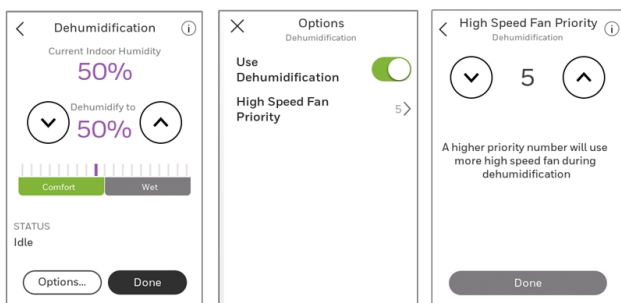 Dehumidification
Current Indoor Humidity
50%
Dehumidify to
50%
Comfort
Wet
STATUS
Idle
Options...
Done
Options
Dehumidification
Use
Dehumidification
High Speed Fan
Priority
5
High Speed Fan Priority
Dehumidification
5
A higher priority number will use
more high speed fan during
dehumidification
Done